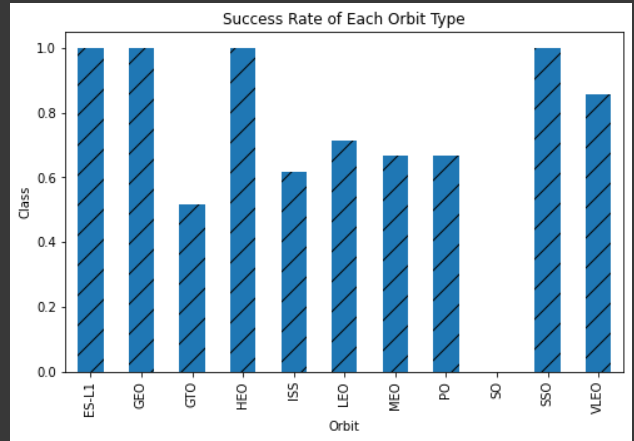 Success Rate of Each Orbit Type
1.0
0.8
0.6
0.4
0.2
0.0
Class
ES-L1
GEO
GTO
HEO
ISS
LEO
MEO
PO
SO
SSO
VLEO
Orbit